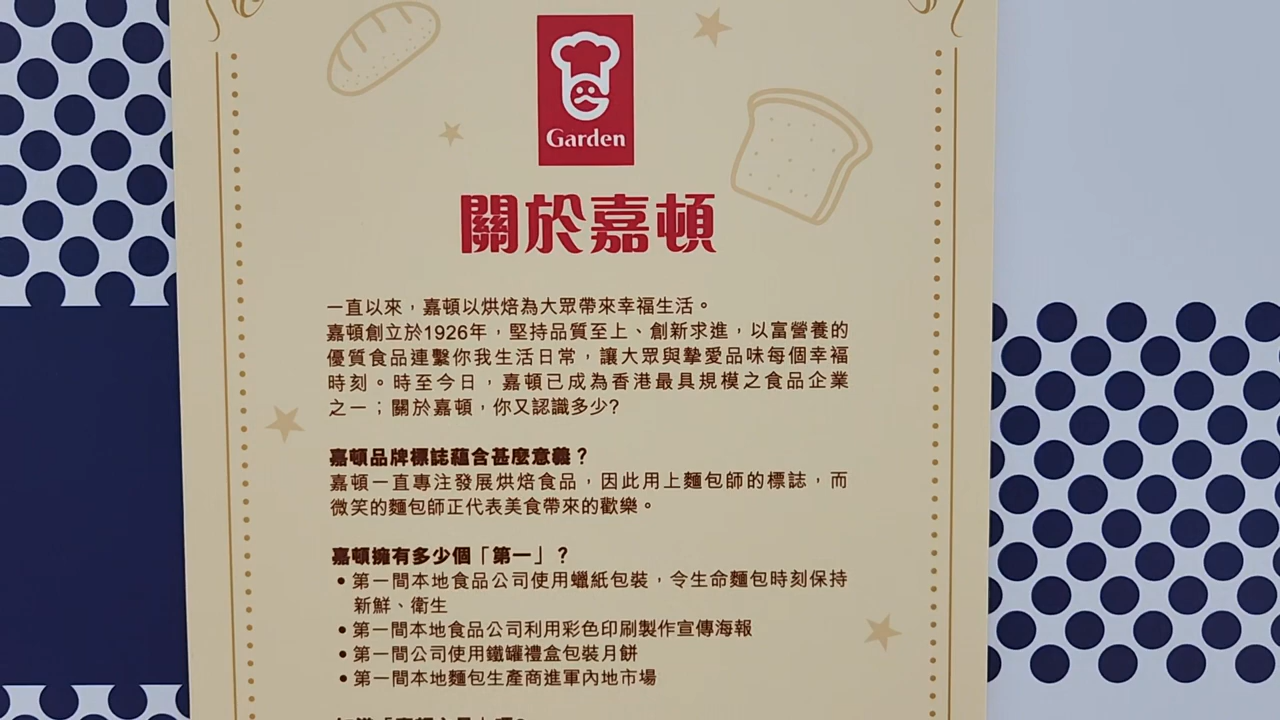 Garden
關於嘉頓
一直以來，嘉頓以烘焙為大眾帶來幸福生活。
嘉頓創立於1926年，堅持品質至上、創新求進，以富營養的
優質食品連繫你我生活日常，讓大眾與摯愛品味每個幸福
時刻。時至今日，嘉頓已成為香港最具規模之食品企業
之一；關於嘉頓，你又認識多少?
嘉頓品牌標誌蘊含甚麼意義？
嘉頓一直專注發展烘焙食品，因此用上麵包師的標誌，而
微笑的麵包師正代表美食帶來的歡樂。
嘉頓擁有多少個「第一」？
•第一間本地食品公司使用蠟紙包裝，令生命麵包時刻保持
新鮮、衛生
•第一間本地食品公司利用彩色印刷製作宣傳海報
•第一間公司使用鐵罐禮盒包裝月餅
•第一間本地麵包生產商進軍內地市場